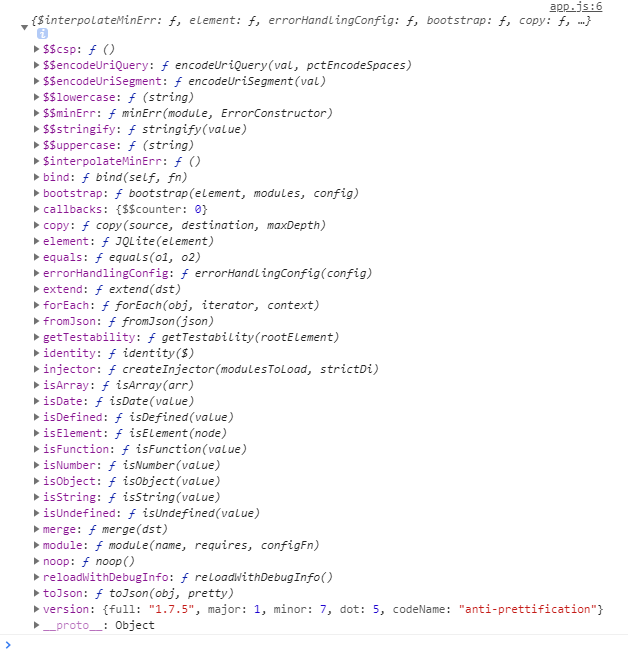 app.js:6
{$interpolateMinErr: ƒ, element: ƒ, errorHandlingConfig: ƒ, bootstrap: ƒ, copy: ƒ, …}
i
$$csp: ƒ ()
$$encodeUriQuery: ƒ encodeUriQuery(val, pctEncodeSpaces)
$$encodeUriSegment: ƒ encodeUriSegment(val)
$$lowercase: ƒ (string)
$$minErr: ƒ minErr(module, ErrorConstructor)
$$stringify: ƒ stringify(value)
$$uppercase: ƒ (string)
$interpolateMinErr: ƒ ()
bind: ƒ bind(self, fn)
bootstrap: ƒ bootstrap(element, modules, config)
callbacks: {$$counter: 0}
copy: ƒ copy(source, destination, maxDepth)
element: ƒ JQLite(element)
equals: ƒ equals(o1, o2)
errorHandlingConfig: ƒ errorHandlingConfig(config)
extend: ƒ extend(dst)
forEach: ƒ forEach(obj, iterator, context)
fromJson: ƒ fromJson(json)
getTestability: ƒ getTestability(rootElement)
identity: ƒ identity($)
injector: ƒ createInjector(modulesToLoad, strictDi)
isArray: ƒ isArray(arr)
isDate: ƒ isDate(value)
isDefined: ƒ isDefined(value)
isElement: ƒ isElement(node)
isFunction: ƒ isFunction(value)
isNumber: ƒ isNumber(value)
isObject: ƒ isObject(value)
isString: ƒ isString(value)
isUndefined: ƒ isUndefined(value)
merge: ƒ merge(dst)
module: ƒ module(name, requires, configFn)
noop: ƒ noop()
reloadWithDebugInfo: ƒ reloadWithDebugInfo()
toJson: ƒ toJson(obj, pretty)
version: {full: "1.7.5", major: 1, minor: 7, dot: 5, codeName: "anti-prettification"}
__proto__: Object